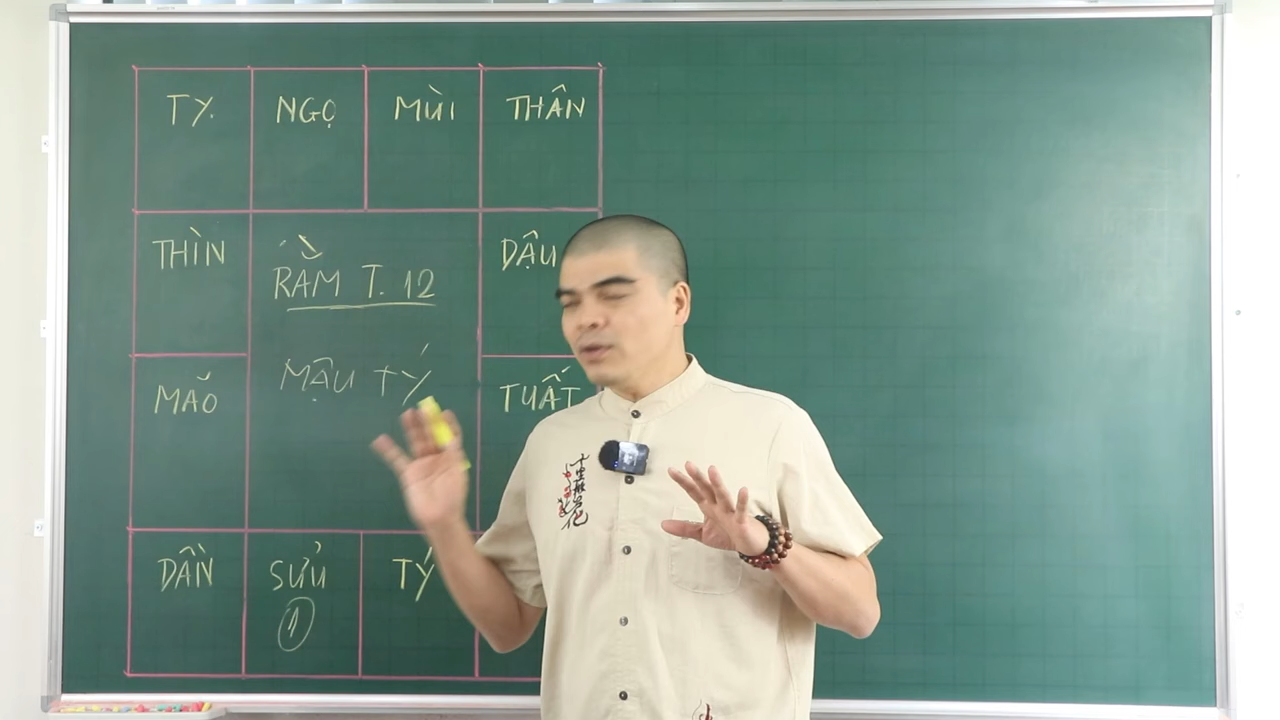 TỴ. NGỌ MÙI THÂN
THÌN DẬU
RẰM T. 12
MẬU TÝ
MÃO TUẤT
DẦN SỬU TÝ
1